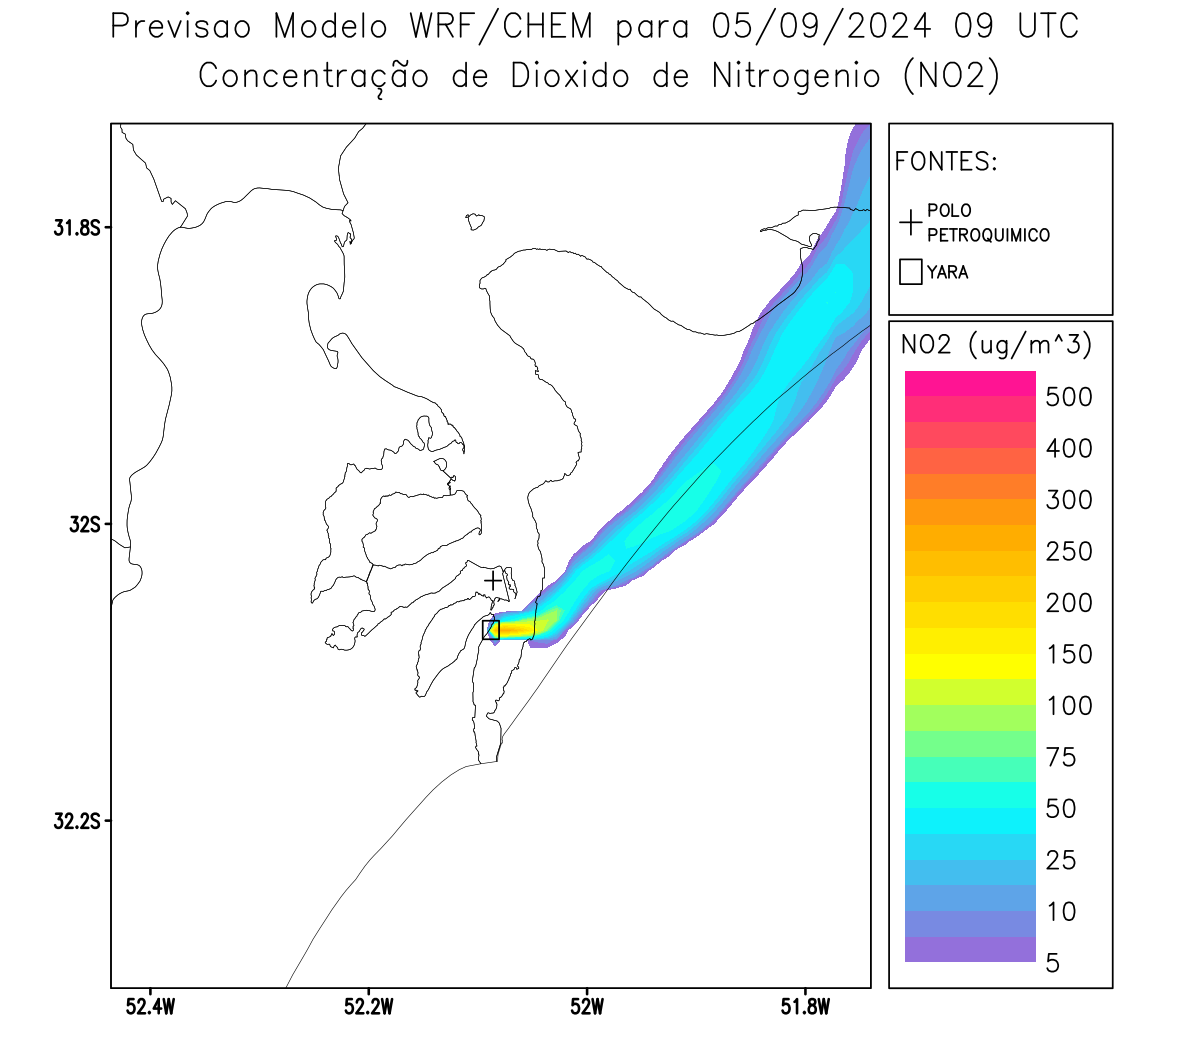 Previsao Modelo WRF/CHEM para 05/09/2024 09 UTC
Concentração de Dioxido de Nitrogenio (NO2)
FONTES:
POLO
PETROQUIMICO
YARA
NO2 (ug/m^3)
500
400
300
250
200
150
100
75
50
25
10
5
31.8S
32S
32.2S
52.4W
52.2W
52W
51.8W